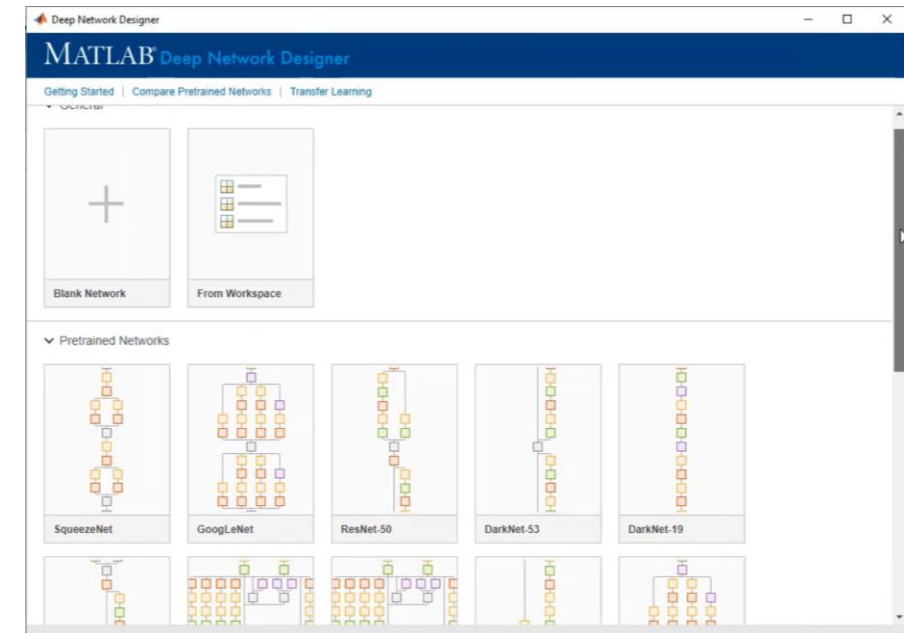 Deep Network Designer
MATLAB® Deep Network Designer
Getting Started | Compare Pretrained Networks | Transfer Learning
General
Blank Network
From Workspace
Pretrained Networks
SqueezeNet
GoogLeNet
ResNet-50
DarkNet-53
DarkNet-19